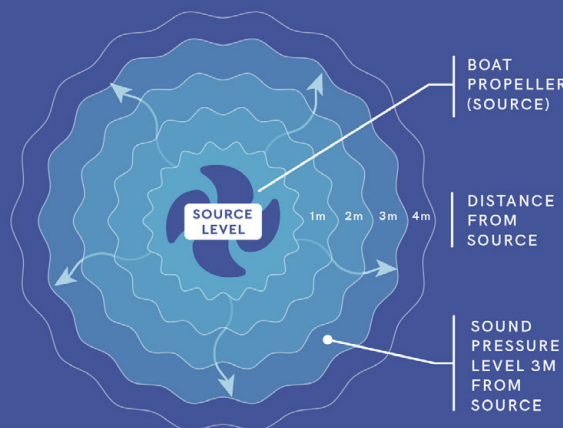 BOAT
PROPELLER
(SOURCE)
SOURCE
LEVEL
1m 2m 3m 4m
DISTANCE
FROM
SOURCE
SOUND
PRESSURE
LEVEL 3M
FROM
SOURCE